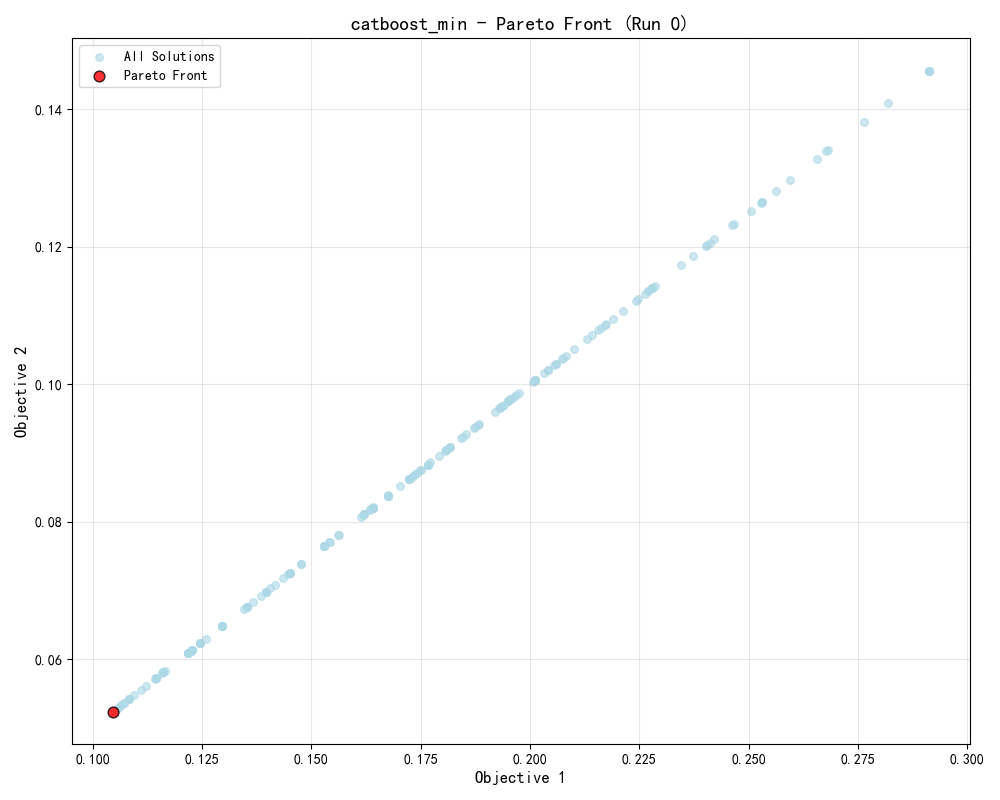 catboost_min - Pareto Front (Run 0)
All Solutions
Pareto Front
Objective 2
0.14
0.12
0.10
0.08
0.06
0.100 0.125 0.150 0.175 0.200 0.225 0.250 0.275 0.300
Objective 1